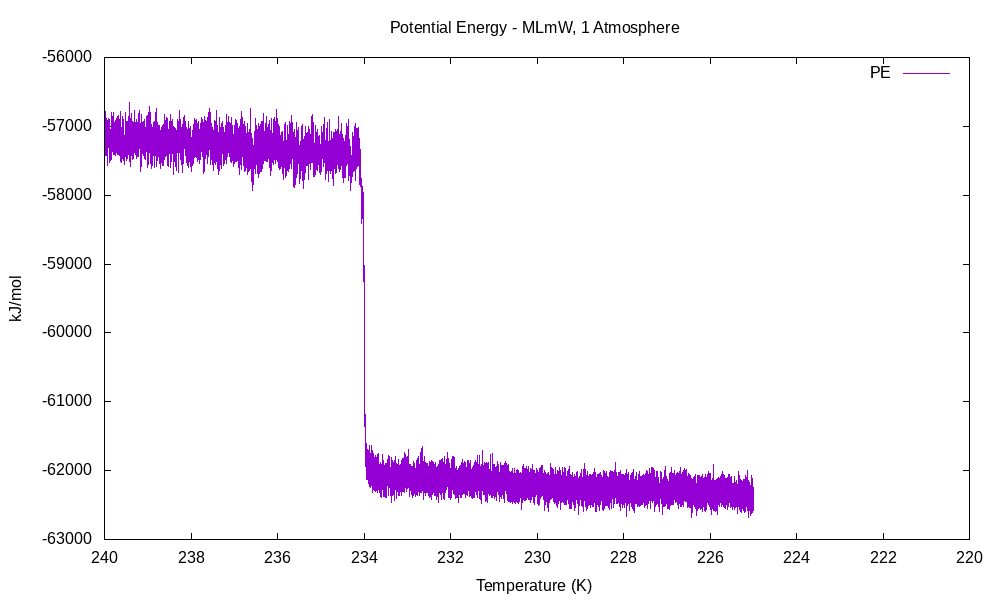 Potential Energy - MLmW, 1 Atmosphere
PE
-56000
-57000
-58000
-59000
-60000
-61000
-62000
-63000
kJ/mol
240 238 236 234 232 230 228 226 224 222 220
Temperature (K)